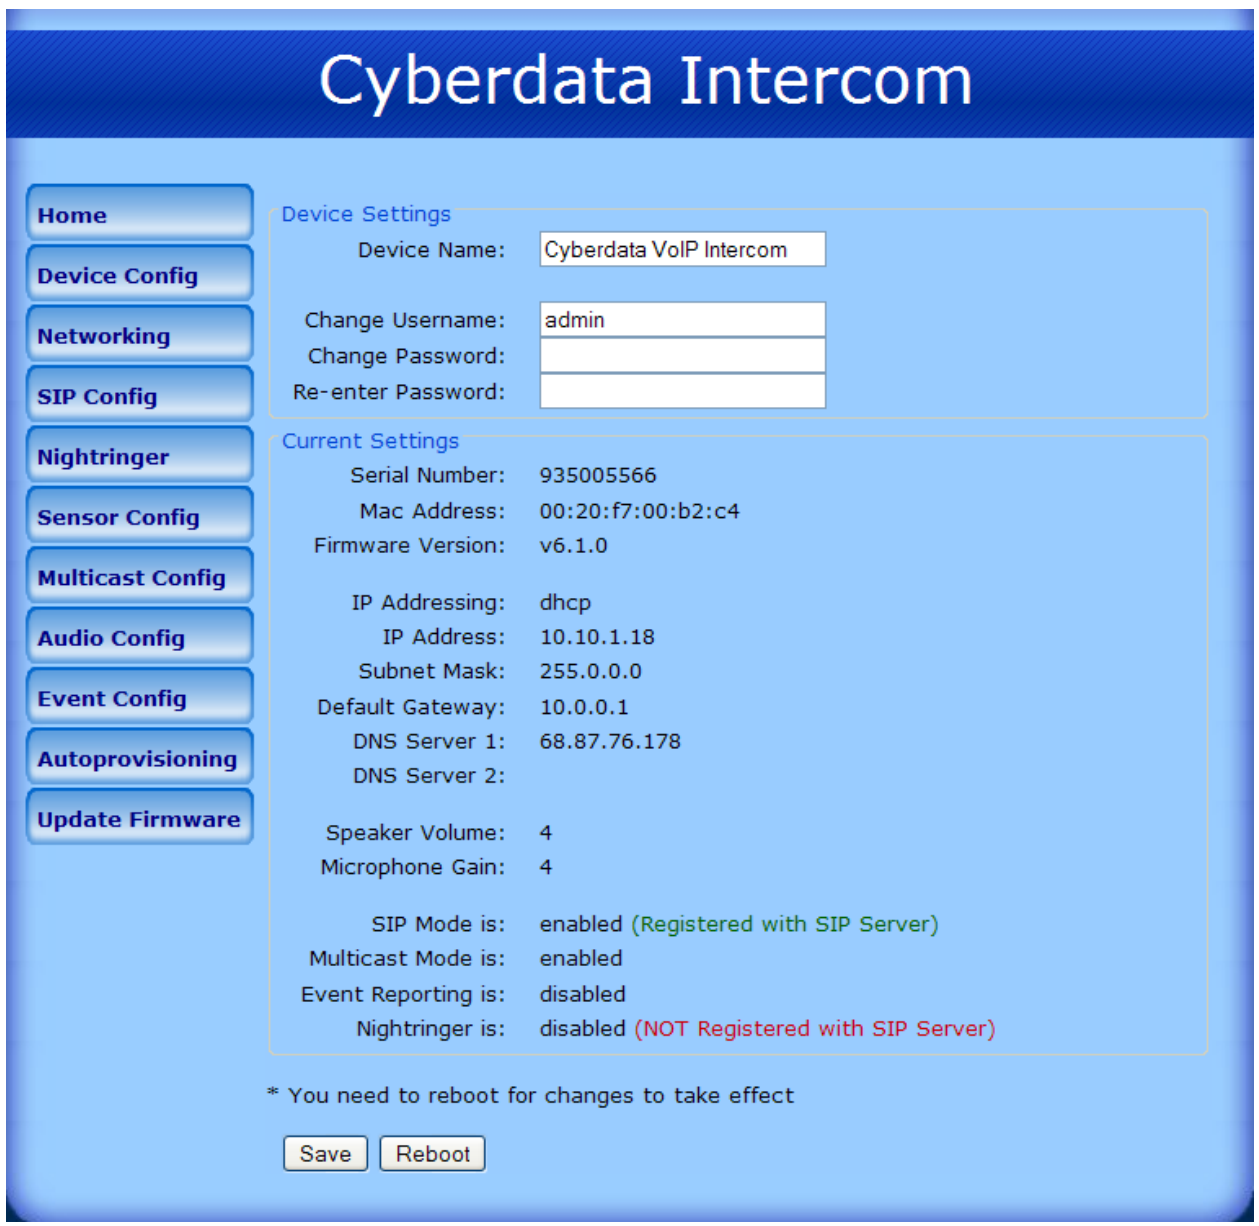 Cyberdata Intercom
Home
Device Config
Networking
SIP Config
Nightringer
Sensor Config
Multicast Config
Audio Config
Event Config
Autoprovisioning
Update Firmware
Device Settings
Device Name: Cyberdata VoIP Intercom
Change Username: admin
Change Password:
Re-enter Password:
Current Settings
Serial Number: 935005566
Mac Address: 00:20:f7:00:b2:c4
Firmware Version: v6.1.0
IP Addressing: dhcp
IP Address: 10.10.1.18
Subnet Mask: 255.0.0.0
Default Gateway: 10.0.0.1
DNS Server 1: 68.87.76.178
DNS Server 2:
Speaker Volume: 4
Microphone Gain: 4
SIP Mode is: enabled (Registered with SIP Server)
Multicast Mode is: enabled
Event Reporting is: disabled
Nightringer is: disabled (NOT Registered with SIP Server)
* You need to reboot for changes to take effect
Save Reboot